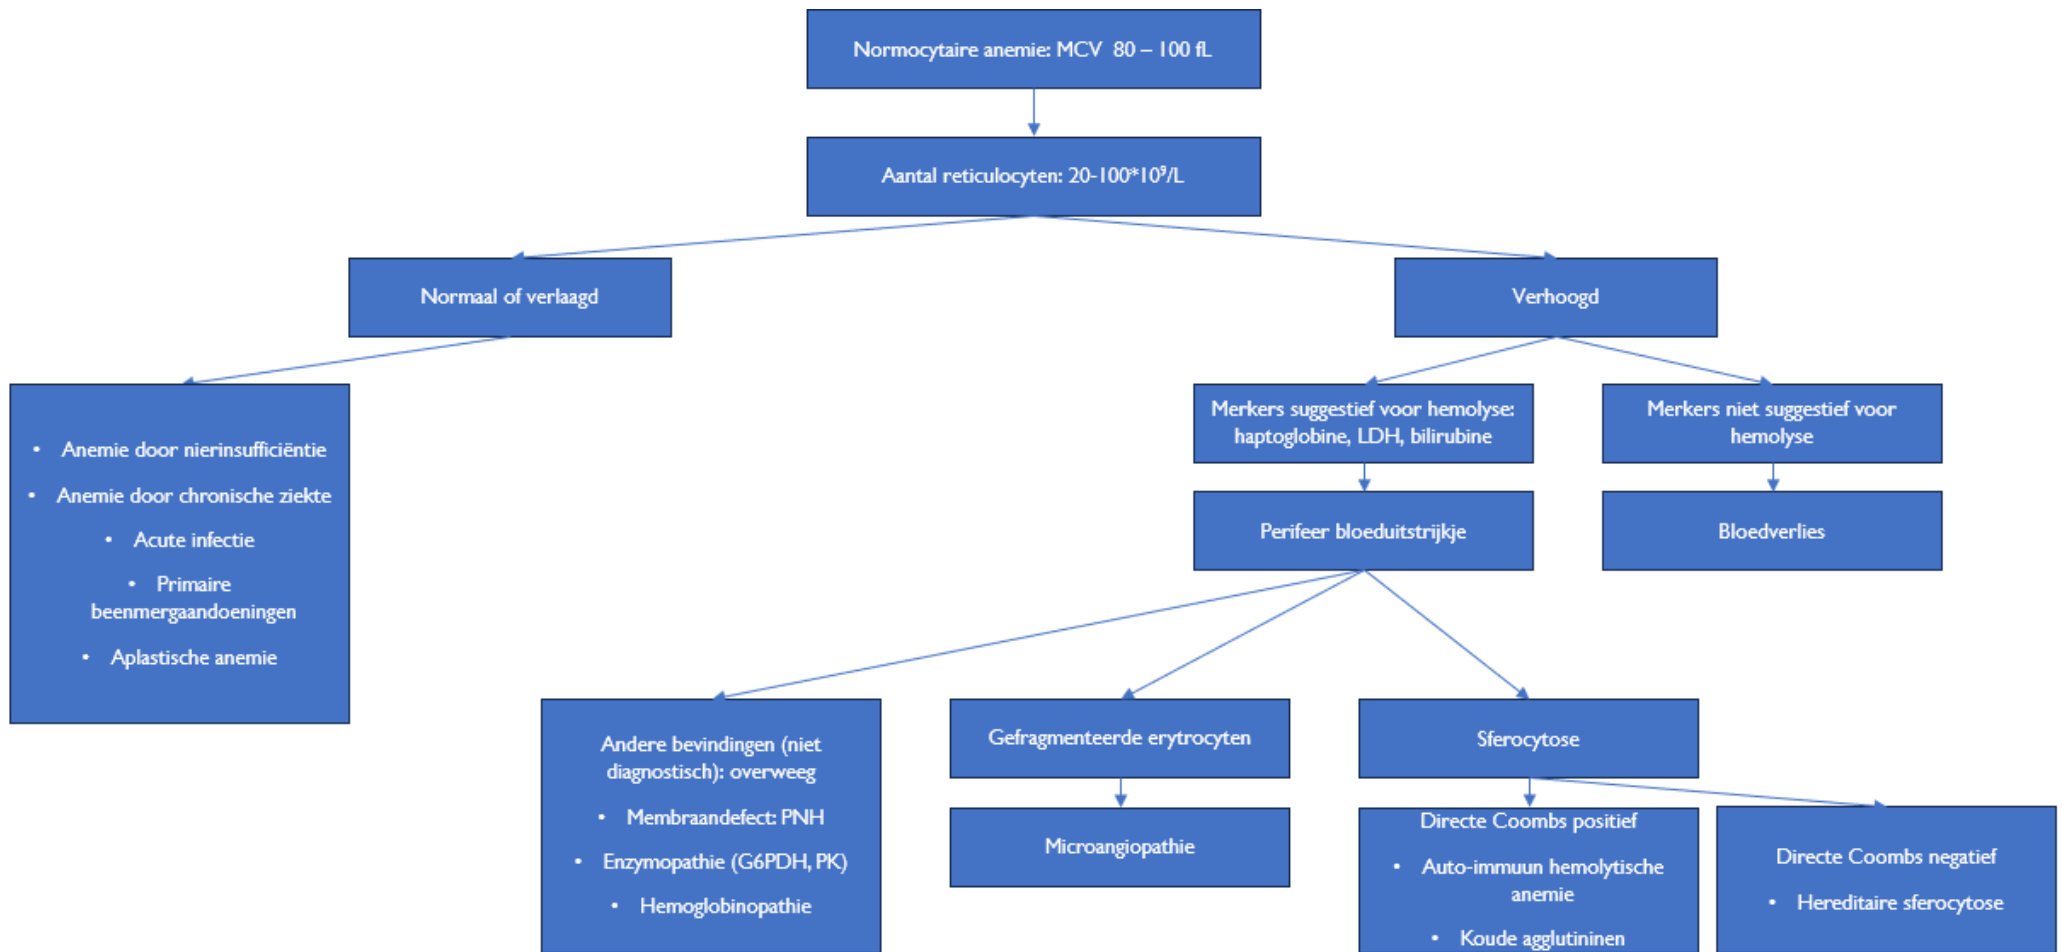 Normocytaire anemie: MCV 80 – 100 fL
Aantal reticulocyten: 20-100*10⁹/L
Normaal of verlaagd
Verhoogd
• Anemie door nierinsufficiëntie
• Anemie door chronische ziekte
• Acute infectie
• Primaire
beenmergaandoeningen
• Aplastische anemie
Merkers suggestief voor hemolyse:
haptoglobine, LDH, bilirubine
Merkers niet suggestief voor
hemolyse
Perifeer bloeduitstrijkje
Bloedverlies
Andere bevindingen (niet
diagnostisch): overweeg
• Membraandefect: PNH
• Enzymopathie (G6PDH, PK)
• Hemoglobinopathie
Gefragmenteerde erytrocyten
Microangiopathie
Sferocytose
Directe Coombs positief
• Auto-immuun hemolytische
anemie
• Koude agglutininen
Directe Coombs negatief
• Hereditaire sferocytose